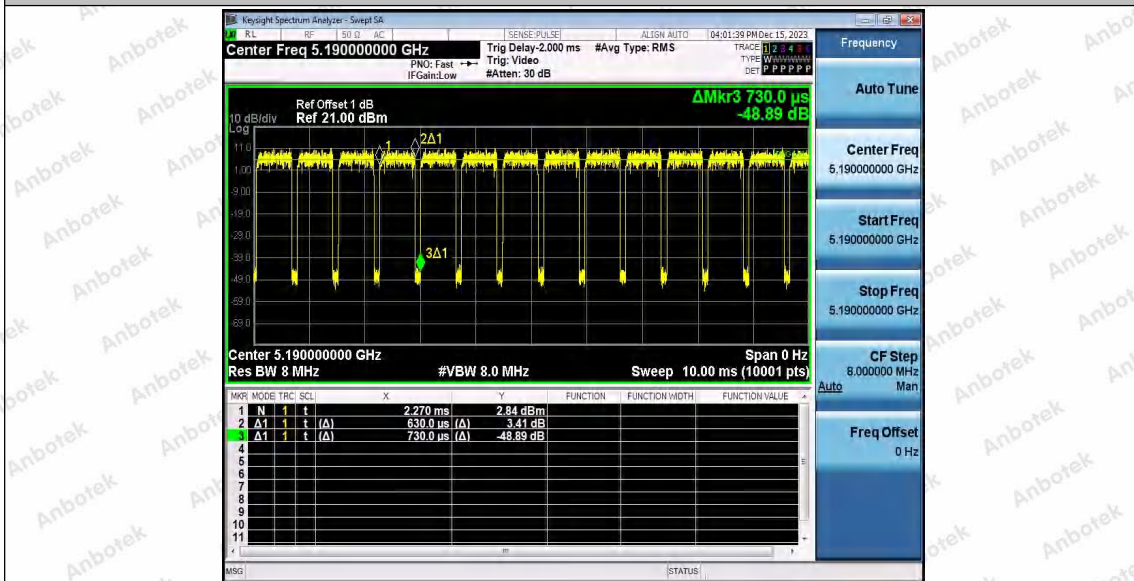 Keysight Spectrum Analyzer - Swept SA
RL RF 50 Ω AC SENSE:PULSE ALIGN AUTO 04:01:39 PM Dec 15, 2023
Center Freq 5.190000000 GHz
PNO: Fast
IFGain:Low
Trig Delay-2.000 ms
Trig: Video
#Atten: 30 dB
#Avg Type: RMS
TRACE 1 2 3 4 5 6
TYPE WWWWWW
DET P P P P P P
Frequency
Auto Tune
Center Freq
5.190000000 GHz
Start Freq
5.190000000 GHz
Stop Freq
5.190000000 GHz
CF Step
8.000000 MHz
Auto Man
Freq Offset
0 Hz
ΔMkr3 730.0 µs
-48.89 dB
Ref Offset 1 dB
10 dB/div Ref 21.00 dBm
Log
11.0
1.00
-9.00
-19.0
-29.0
-39.0
-49.0
-59.0
-69.0
1
2Δ1
3Δ1
Center 5.190000000 GHz Span 0 Hz
Res BW 8 MHz #VBW 8.0 MHz Sweep 10.00 ms (10001 pts)
MKR MODE TRC SCL X Y FUNCTION FUNCTION WIDTH FUNCTION VALUE
1 N 1 t 2.270 ms 2.84 dBm
2 Δ1 1 t (Δ) 630.0 µs (Δ) 3.41 dB
3 Δ1 1 t (Δ) 730.0 µs (Δ) -48.89 dB
4
5
6
7
8
9
10
11
MSG STATUS
Anbotek